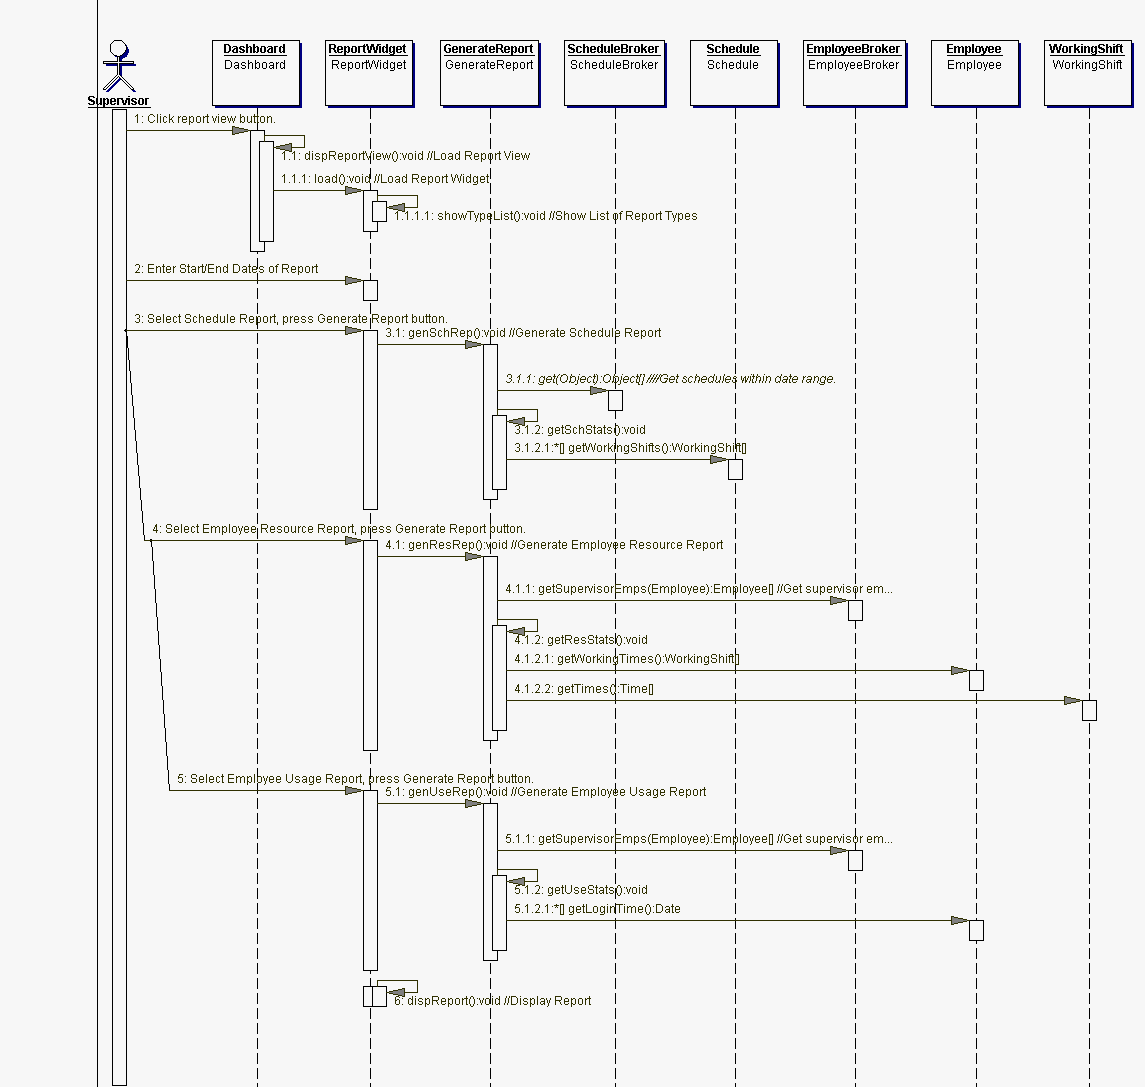 Supervisor
Dashboard
Dashboard
ReportWidget
ReportWidget
GenerateReport
GenerateReport
ScheduleBroker
ScheduleBroker
Schedule
Schedule
EmployeeBroker
EmployeeBroker
Employee
Employee
WorkingShift
WorkingShift
1: Click report view button.
1.1: dispReportView():void //Load Report View
1.1.1: load():void //Load Report Widget
1.1.1.1: showTypeList():void //Show List of Report Types
2: Enter Start/End Dates of Report
3: Select Schedule Report, press Generate Report button.
3.1: genSchRep():void //Generate Schedule Report
3.1.1: get(Object):Object[] ////Get schedules within date range.
3.1.2: getSchStats():void
3.1.2.1:*[] getWorkingShifts():WorkingShift[]
4: Select Employee Resource Report, press Generate Report button.
4.1: genResRep():void //Generate Employee Resource Report
4.1.1: getSupervisorEmps(Employee):Employee[] //Get supervisor em...
4.1.2: getResStats():void
4.1.2.1: getWorkingTimes():WorkingShift[]
4.1.2.2: getTimes():Time[]
5: Select Employee Usage Report, press Generate Report button.
5.1: genUseRep():void //Generate Employee Usage Report
5.1.1: getSupervisorEmps(Employee):Employee[] //Get supervisor em...
5.1.2: getUseStats():void
5.1.2.1:*[] getLoginTime():Date
6: dispReport():void //Display Report